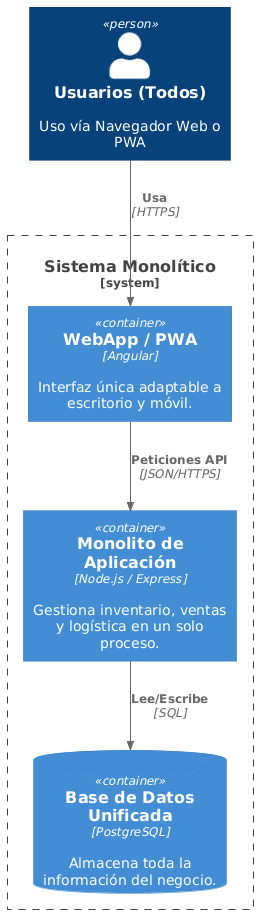 «person»
Usuarios (Todos)
Uso vía Navegador Web o
PWA
Usa
[HTTPS]
Sistema Monolítico
[system]
«container»
WebApp / PWA
[Angular]
Interfaz única adaptable a
escritorio y móvil.
Peticiones API
[JSON/HTTPS]
«container»
Monolito de
Aplicación
[Node.js / Express]
Gestiona inventario, ventas
y logística en un solo
proceso.
Lee/Escribe
[SQL]
«container»
Base de Datos
Unificada
[PostgreSQL]
Almacena toda la
información del negocio.